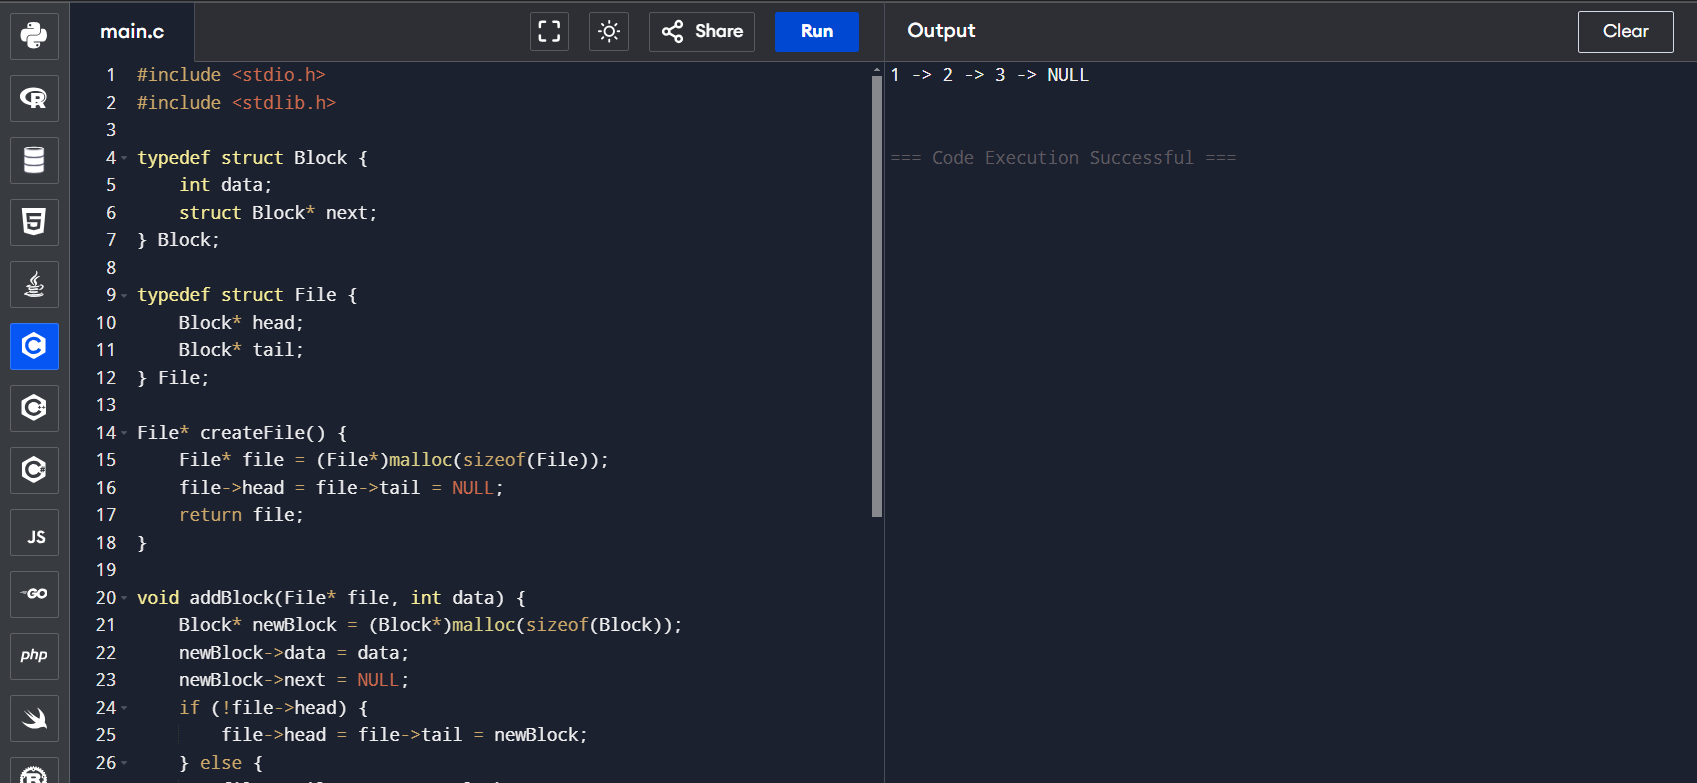 main.c
Share
Run
Output
Clear
1 #include <stdio.h>
2 #include <stdlib.h>
3
4 typedef struct Block {
5     int data;
6     struct Block* next;
7 } Block;
8
9 typedef struct File {
10     Block* head;
11     Block* tail;
12 } File;
13
14 File* createFile() {
15     File* file = (File*)malloc(sizeof(File));
16     file->head = file->tail = NULL;
17     return file;
18 }
19
20 void addBlock(File* file, int data) {
21     Block* newBlock = (Block*)malloc(sizeof(Block));
22     newBlock->data = data;
23     newBlock->next = NULL;
24     if (!file->head) {
25         file->head = file->tail = newBlock;
26     } else {
1 -> 2 -> 3 -> NULL
=== Code Execution Successful ===
R
5
C
C++
C#
JS
GO
php
R